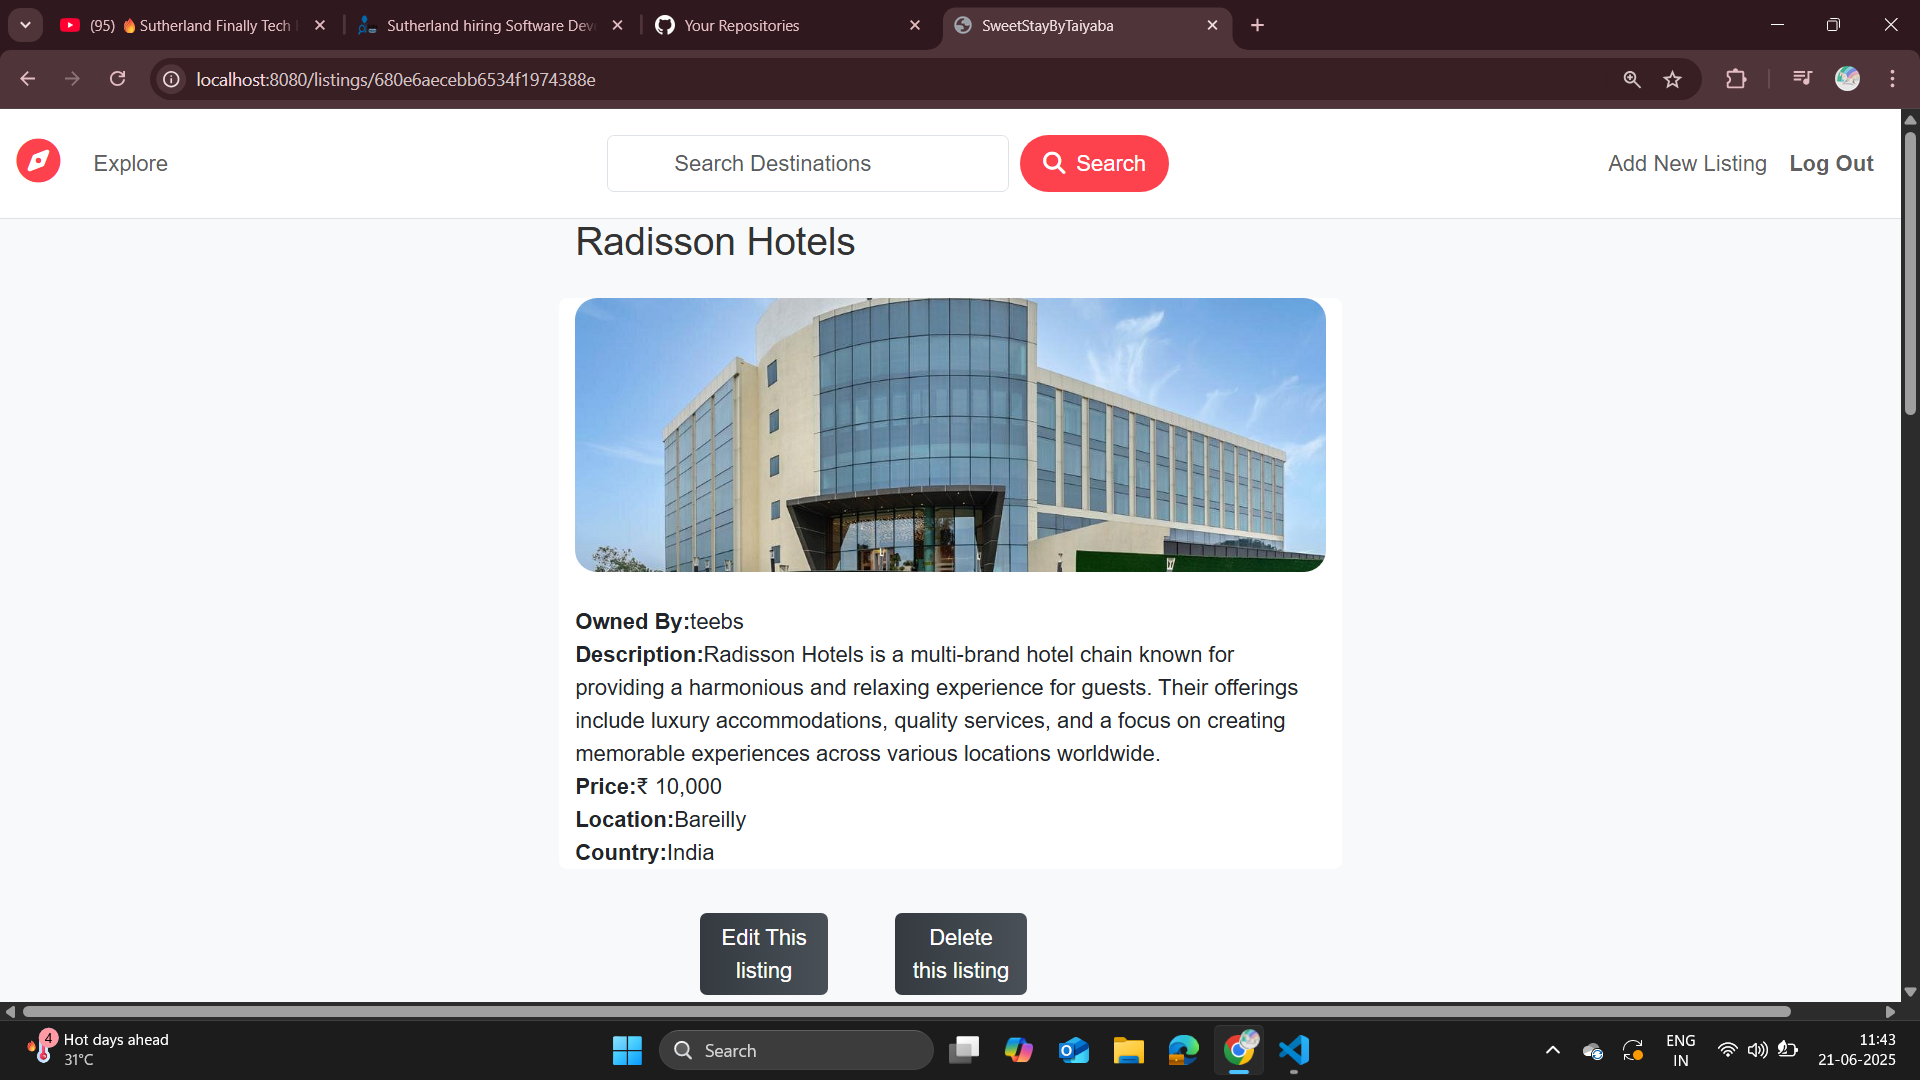 (95) 🔥Sutherland Finally Tech
Sutherland hiring Software Dev
Your Repositories
SweetStayByTaiyaba
localhost:8080/listings/680e6aecebb6534f1974388e
Explore
Search Destinations
Search
Add New Listing
Log Out
Radisson Hotels
Owned By:teebs
Description:Radisson Hotels is a multi-brand hotel chain known for
providing a harmonious and relaxing experience for guests. Their offerings
include luxury accommodations, quality services, and a focus on creating
memorable experiences across various locations worldwide.
Price:₹ 10,000
Location:Bareilly
Country:India
Edit This
listing
Delete
this listing
4
Hot days ahead
31°C
Search
ENG
IN
11:43
21-06-2025